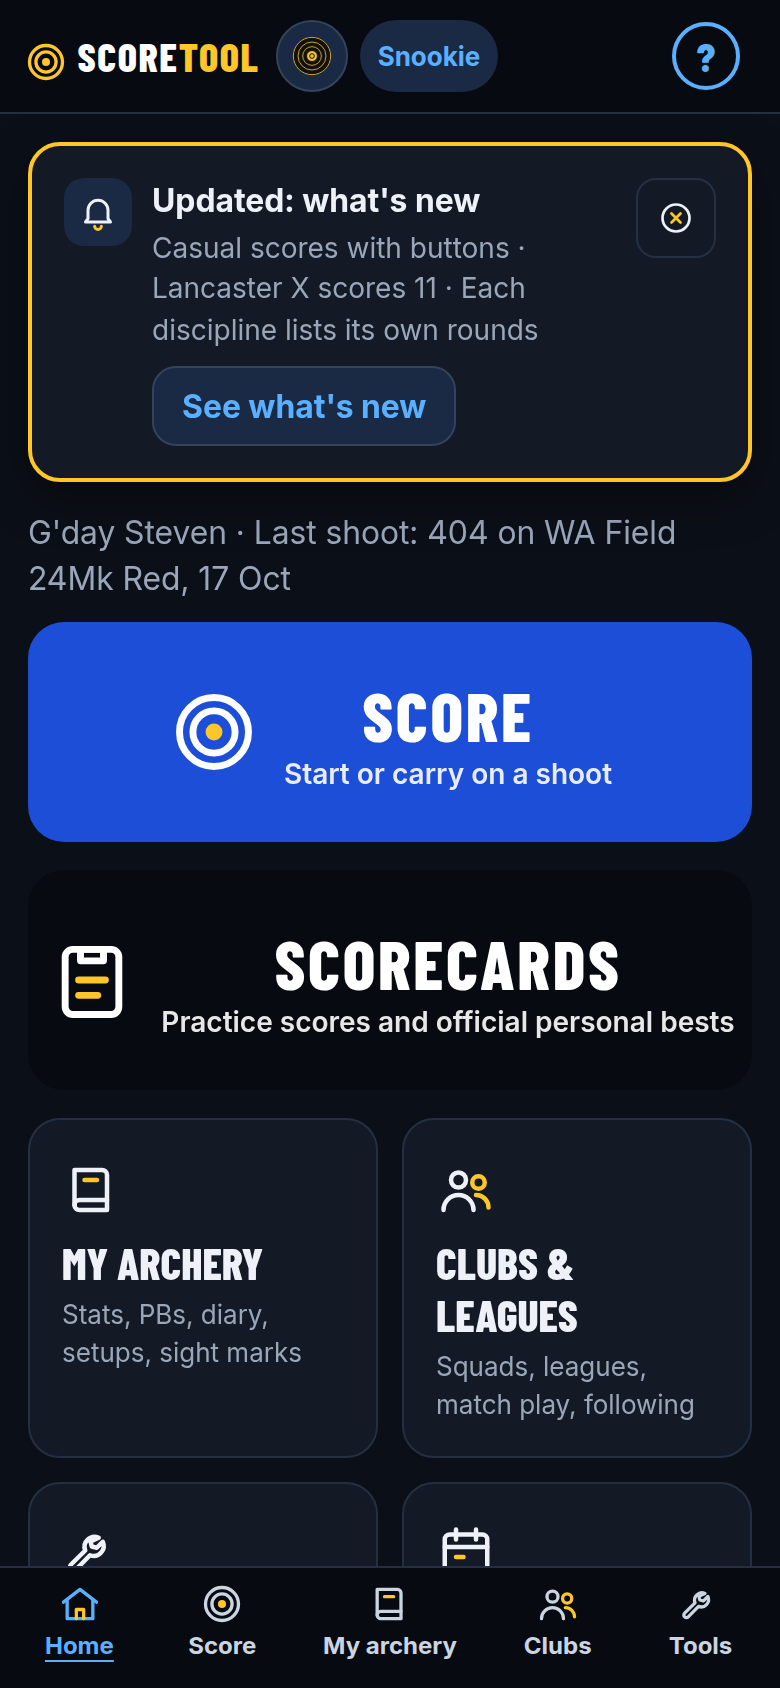 SCORETOOL
Snookie
?
Updated: what's new
Casual scores with buttons ·
Lancaster X scores 11 · Each
discipline lists its own rounds
See what's new
G'day Steven · Last shoot: 404 on WA Field
24Mk Red, 17 Oct
SCORE
Start or carry on a shoot
SCORECARDS
Practice scores and official personal bests
MY ARCHERY
Stats, PBs, diary,
setups, sight marks
CLUBS &
LEAGUES
Squads, leagues,
match play, following
Home
Score
My archery
Clubs
Tools